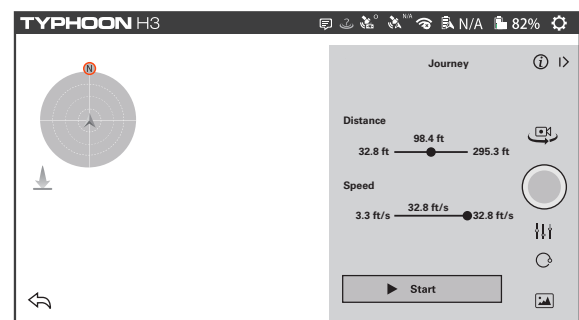 TYPHOON H3
N/A
N/A
82%
N
Journey
Distance
98.4 ft
32.8 ft
295.3 ft
Speed
32.8 ft/s
3.3 ft/s
32.8 ft/s
Start